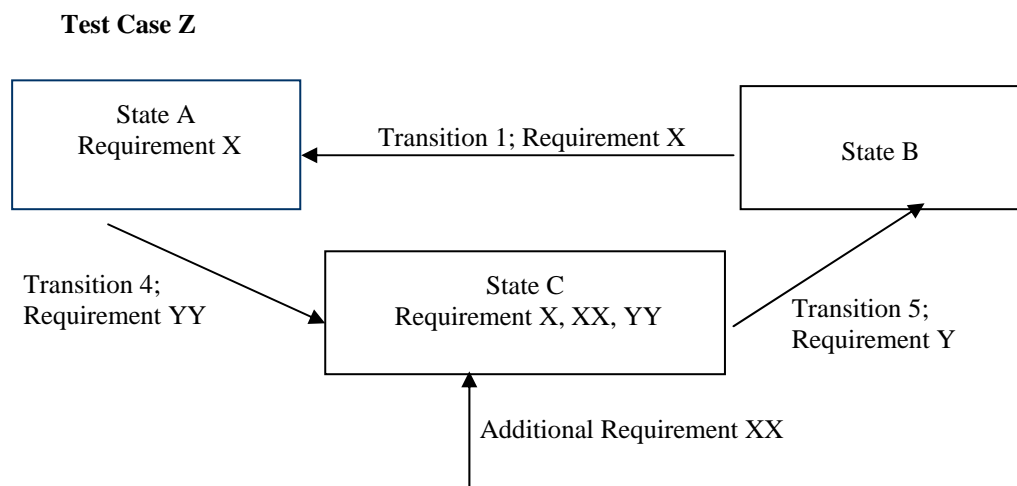 Test Case Z
State A
Requirement X
Transition 1; Requirement X
State B
Transition 4;
Requirement YY
State C
Requirement X, XX, YY
Transition 5;
Requirement Y
Additional Requirement XX